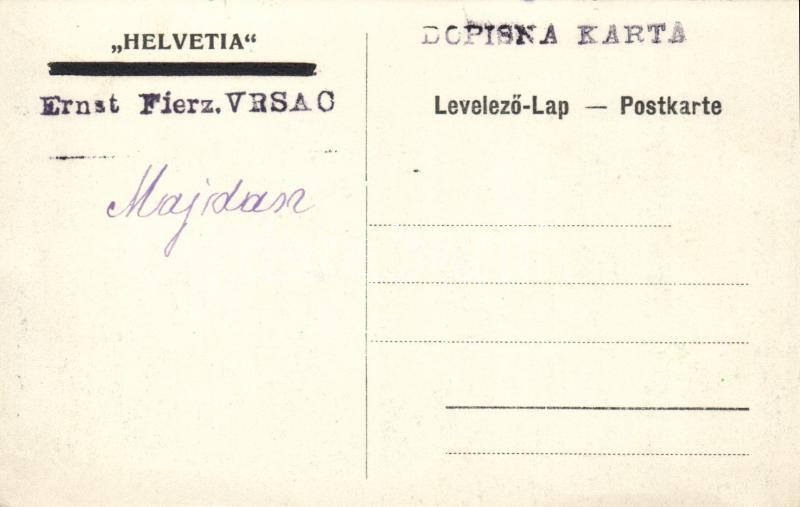 „HELVETIA“
Ernst Fierz. VRSAC
Majdan
DOPISNA KARTA
Levelező-Lap — Postkarte